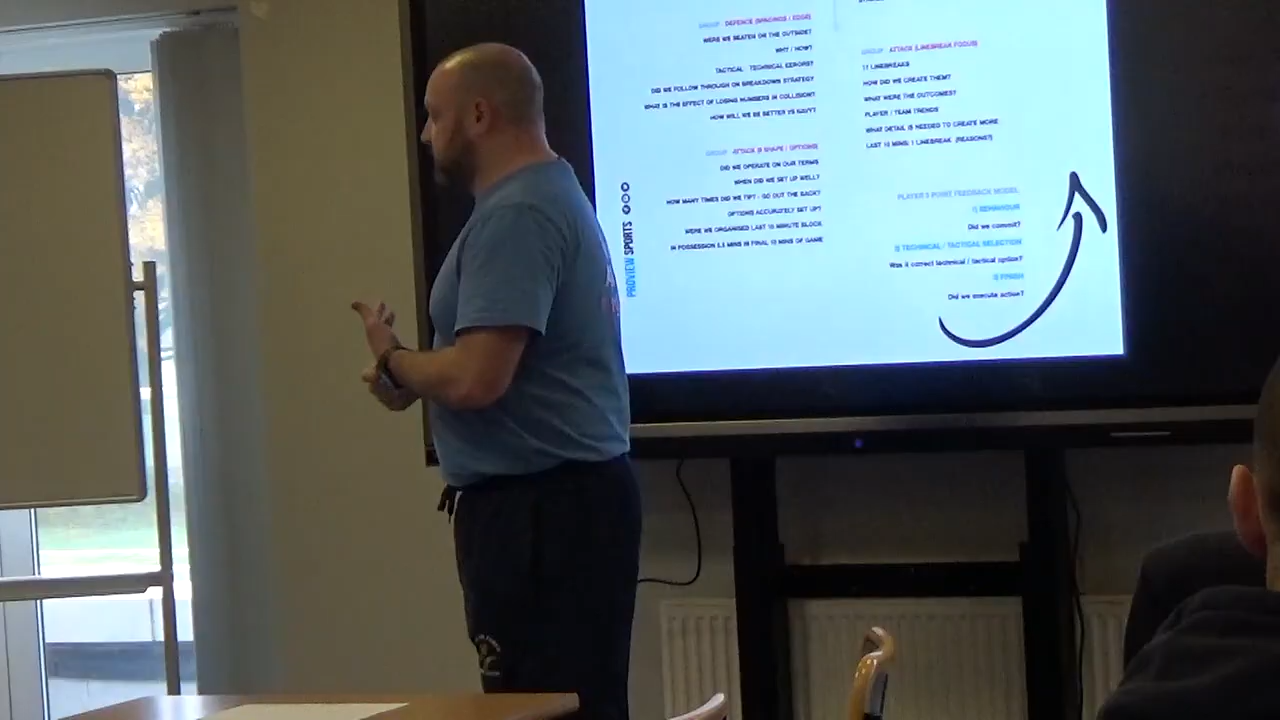 GROUP - DEFENCE (SPACINGS / EDGE)
WERE WE BEATEN ON THE OUTSIDE?
WHY / HOW?
TACTICAL - TECHNICAL ERRORS?
DID WE FOLLOW THROUGH ON BREAKDOWN STRATEGY
WHAT IS THE EFFECT OF LOSING NUMBERS IN COLLISION?
HOW WILL WE BE BETTER VS
GROUP - ATTACK (9 SHAPE / OPTIONS)
DID WE OPERATE ON OUR TERMS
WHEN DID WE SET UP WELL?
HOW MANY TIMES DID WE TIP - GO OUT THE BACK?
OPTIONS ACCURATELY SET UP?
WERE WE ORGANISED LAST 10 MINUTE BLOCK
IN POSSESSION 5.5 MINS IN FINAL 10 MINS OF GAME
PROVIEW SPORTS
GROUP - ATTACK (LINEBREAK FOCUS)
11 LINEBREAKS
HOW DID WE CREATE THEM?
WHAT WERE THE OUTCOMES?
PLAYER / TEAM TRENDS
WHAT DETAIL IS NEEDED TO CREATE MORE
LAST 10 MINS: 1 LINEBREAK (REASONS?)
PLAYER 3 POINT FEEDBACK MODEL
1) BEHAVIOUR
Did we commit?
2) TECHNICAL / TACTICAL SELECTION
Was it correct technical / tactical option?
3) FINISH
Did we execute action?